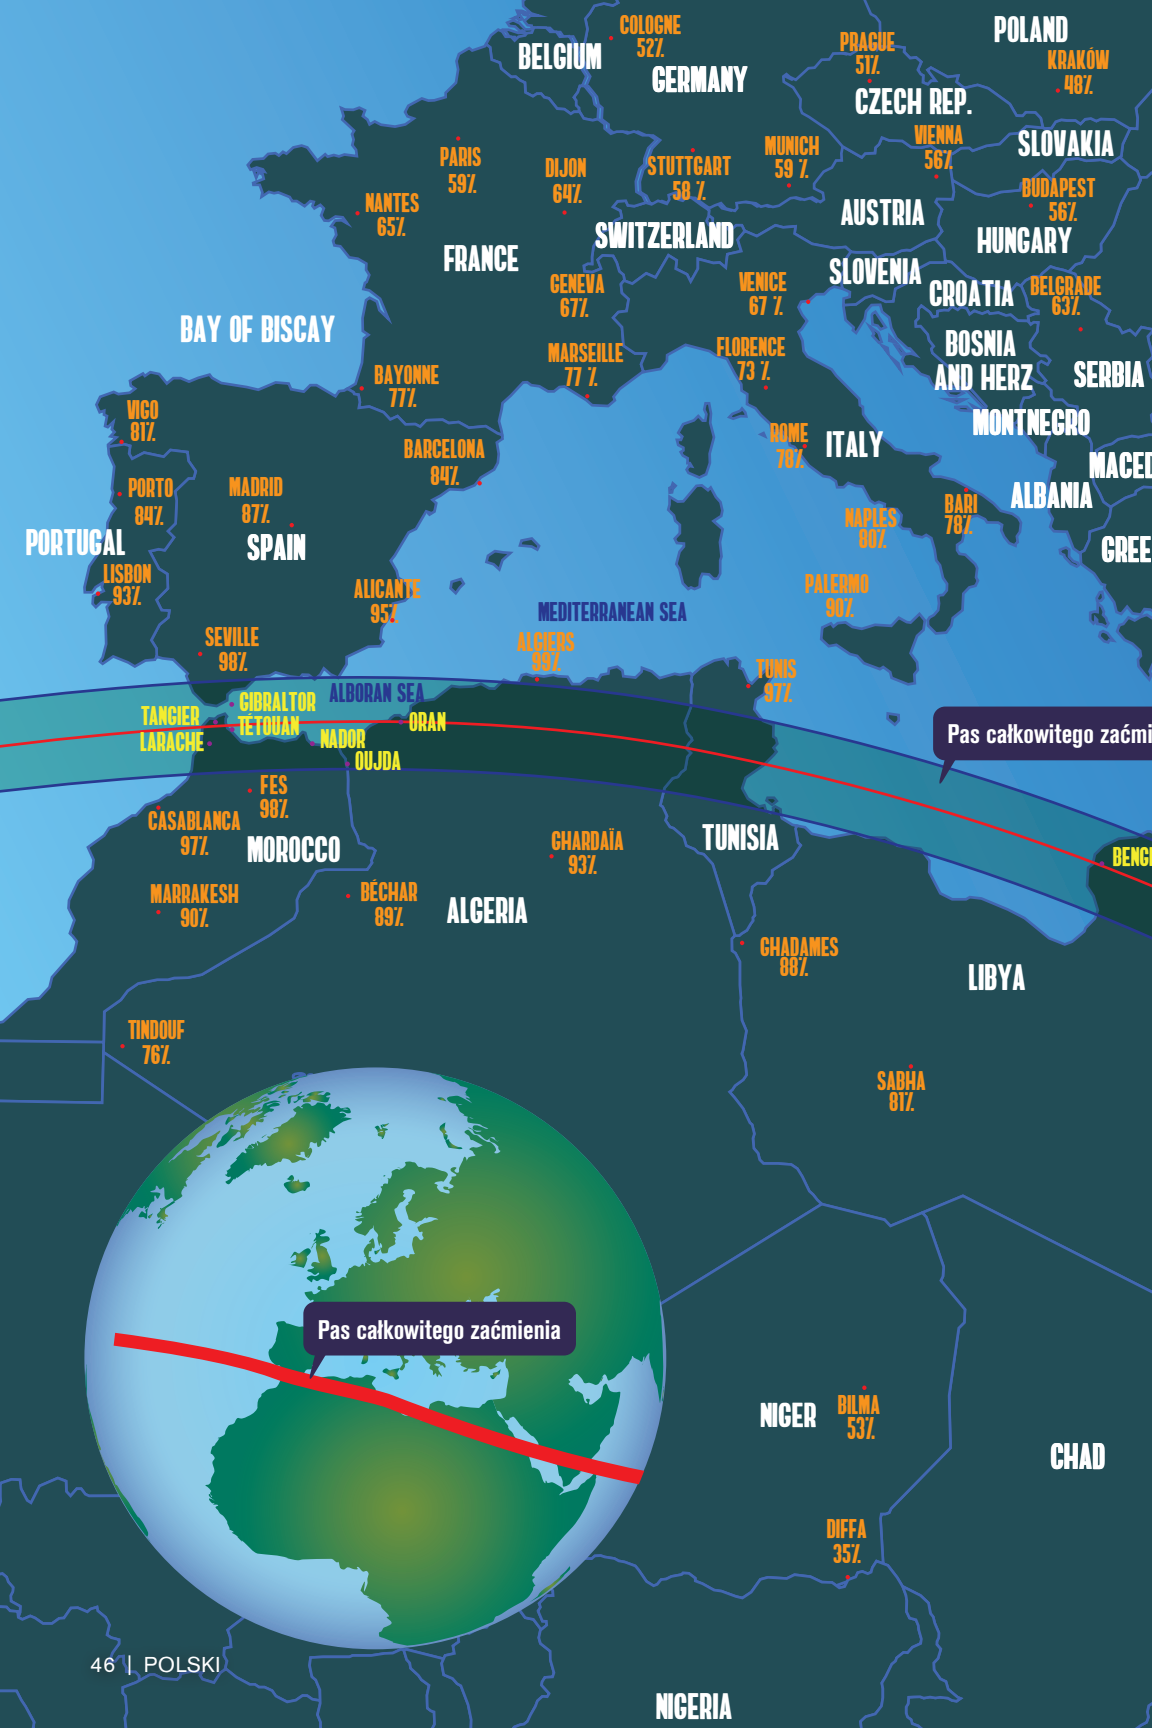 COLOGNE
52%
BELGIUM
GERMANY
POLAND
PRAGUE
51%
KRAKÓW
48%
CZECH REP.
VIENNA
56%
SLOVAKIA
PARIS
59%
DIJON
64%
STUTTGART
58 %
MUNICH
59 %
BUDAPEST
56%
NANTES
65%
AUSTRIA
SWITZERLAND
HUNGARY
FRANCE
SLOVENIA
GENEVA
67%
VENICE
67 %
CROATIA
BELGRADE
63%
BAY OF BISCAY
BOSNIA
AND HERZ
MARSEILLE
77 %
FLORENCE
73 %
SERBIA
BAYONNE
77%
VIGO
81%
MONTNEGRO
ROME
78%
ITALY
BARCELONA
84%
MACED
PORTO
84%
MADRID
87%
ALBANIA
BARI
78%
NAPLES
80%
PORTUGAL
SPAIN
GREE
LISBON
93%
ALICANTE
95%
PALERMO
90%
MEDITERRANEAN SEA
SEVILLE
98%
ALGIERS
99%
TUNIS
97%
ALBORAN SEA
GIBRALTOR
TANGIER
TÉTOUAN
ORAN
LARACHE
NADOR
OUJDA
Pas całkowitego zaćmi
FES
98%
CASABLANCA
97%
MOROCCO
GHARDAÏA
93%
TUNISIA
BENG
MARRAKESH
90%
BÉCHAR
89%
ALGERIA
GHADAMES
88%
LIBYA
TINDOUF
76%
SABHA
81%
Pas całkowitego zaćmienia
NIGER
BILMA
53%
CHAD
DIFFA
35%
46 | POLSKI
NIGERIA